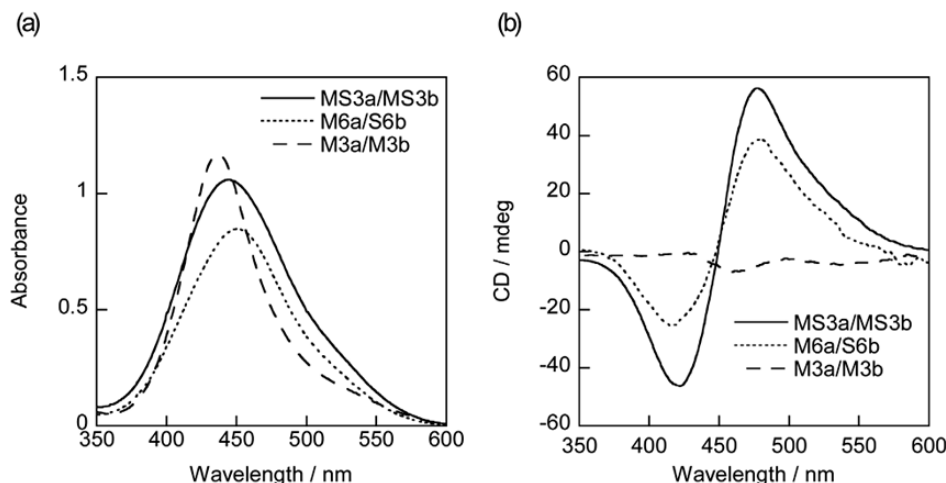 (a)
1.5
1
0.5
0
Absorbance
MS3a/MS3b
M6a/S6b
M3a/M3b
350 400 450 500 550 600
Wavelength / nm
(b)
60
40
20
0
-20
-40
-60
CD / mdeg
MS3a/MS3b
M6a/S6b
M3a/M3b
350 400 450 500 550 600
Wavelength / nm